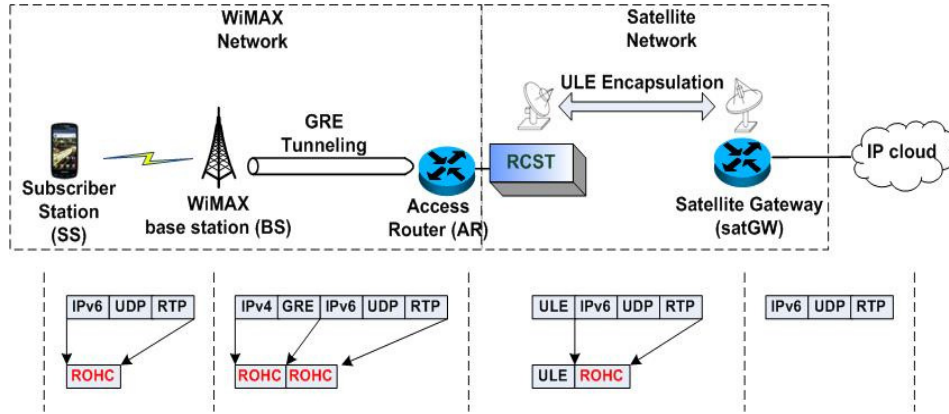 WiMAX
Network
Satellite
Network
ULE Encapsulation
GRE
Tunneling
RCST
IP cloud
Subscriber
Station
(SS)
WiMAX
base station (BS)
Access
Router (AR)
Satellite Gateway
(satGW)
IPv6 UDP RTP
IPv4 GRE IPv6 UDP RTP
ULE IPv6 UDP RTP
IPv6 UDP RTP
ROHC
ROHC ROHC
ULE ROHC